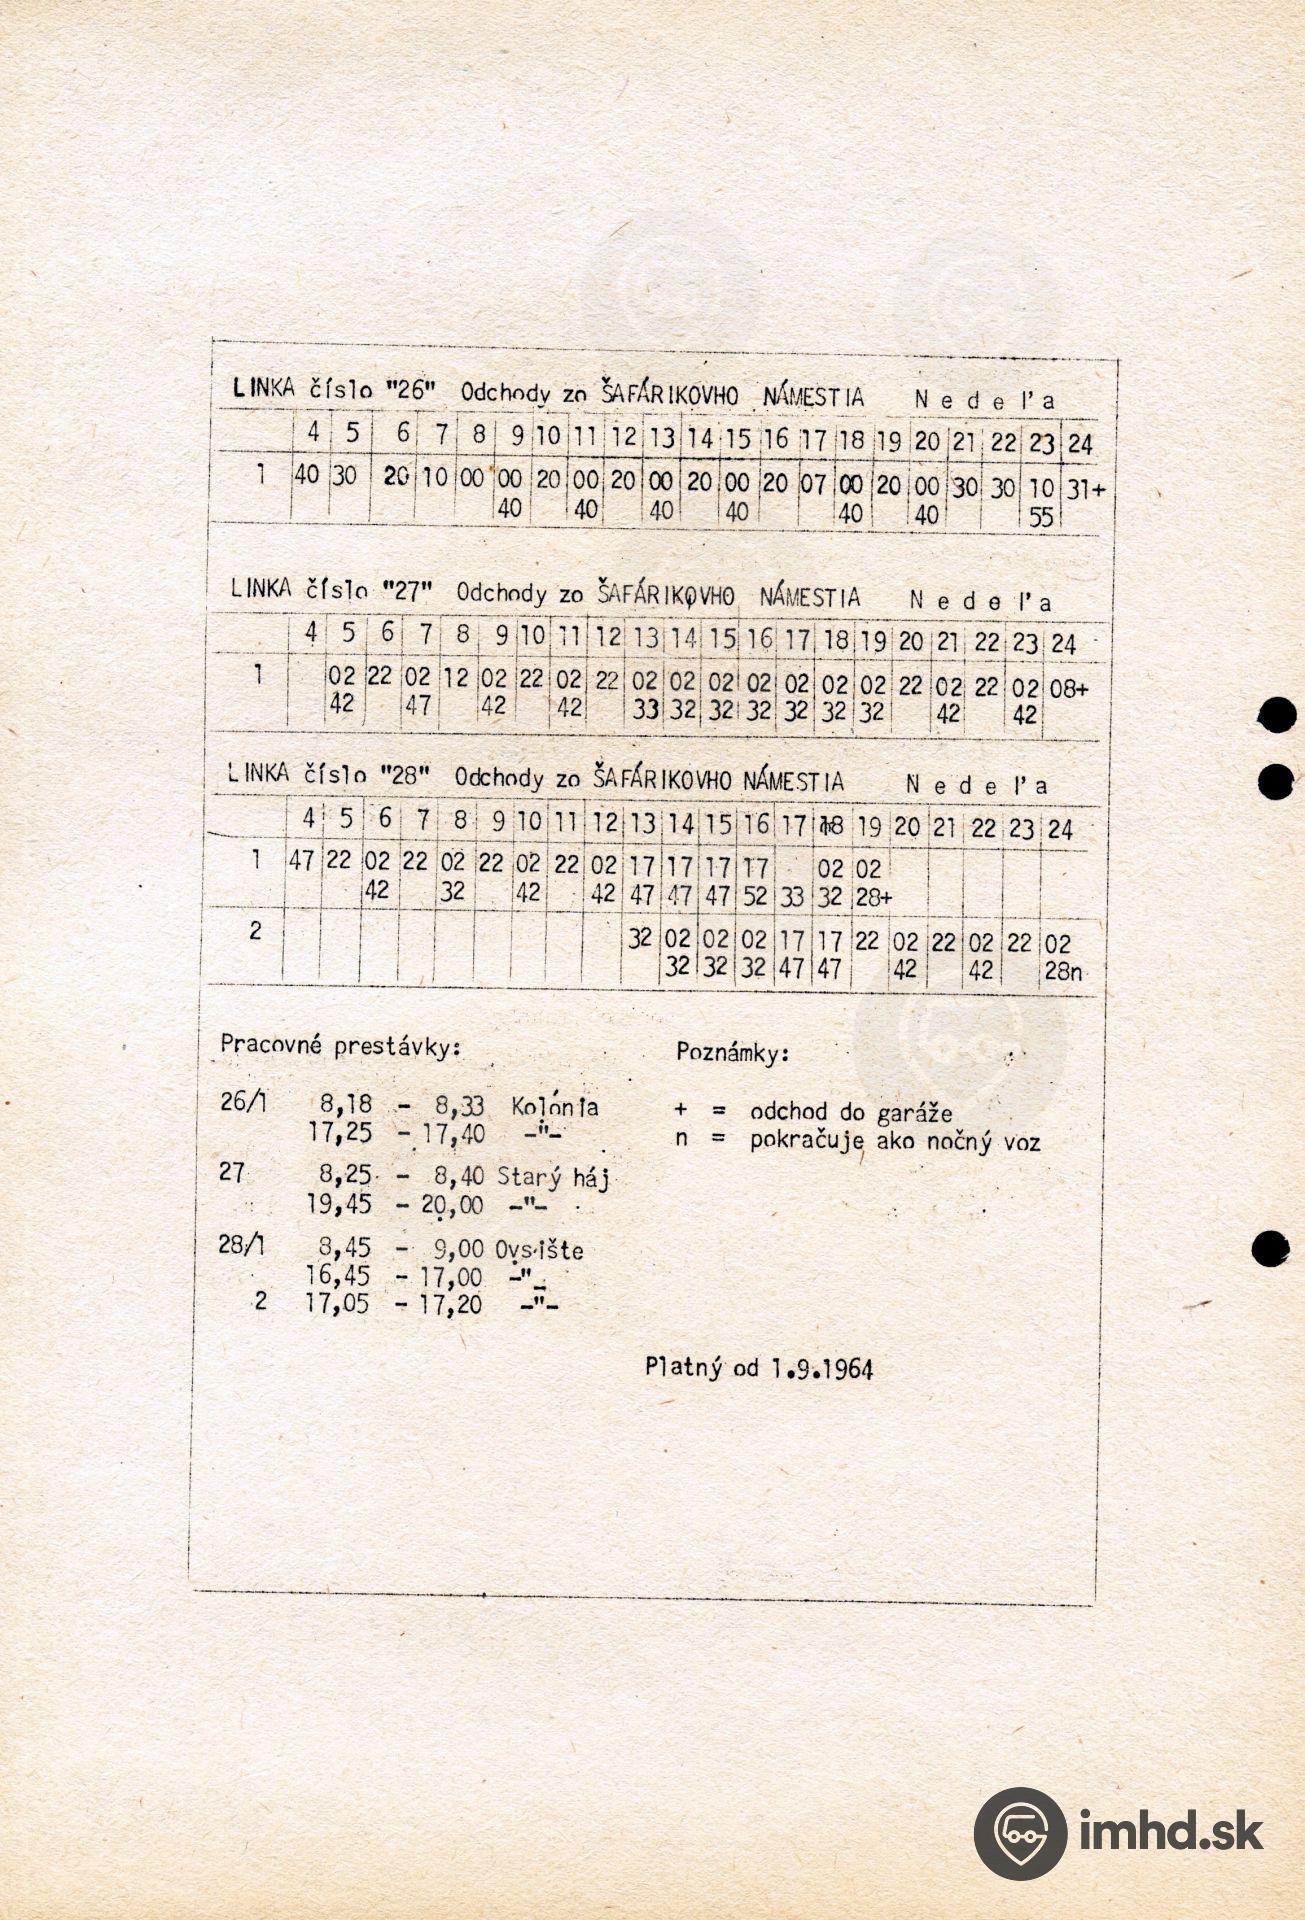 LINKA číslo "26" Odchody zo ŠAFÁRIKOVHO NÁMESTIA N e d e ľ a
4 5 6 7 8 9 10 11 12 13 14 15 16 17 18 19 20 21 22 23 24
1 40 30 20 10 00 00 20 00 20 00 20 00 20 07 00 20 00 30 30 10 31+
40 40 40 40 40 40 55
LINKA číslo "27" Odchody zo ŠAFÁRIKOVHO NÁMESTIA N e d e ľ a
4 5 6 7 8 9 10 11 12 13 14 15 16 17 18 19 20 21 22 23 24
1 02 22 02 12 02 22 02 22 02 02 02 02 02 02 02 22 02 22 02 08+
42 47 42 42 33 32 32 32 32 32 32 42 42
LINKA číslo "28" Odchody zo ŠAFÁRIKOVHO NÁMESTIA N e d e ľ a
4 5 6 7 8 9 10 11 12 13 14 15 16 17 18 19 20 21 22 23 24
1 47 22 02 22 02 22 02 22 02 17 17 17 17 02 02
42 32 42 42 47 47 47 52 33 32 28+
2 32 02 02 02 17 17 22 02 22 02 22 02
32 32 32 47 47 42 42 28n
Pracovné prestávky: Poznámky:
26/1 8,18 - 8,33 Kolónia + = odchod do garáže
17,25 - 17,40 -"- n = pokračuje ako nočný voz
27 8,25 - 8,40 Starý háj
19,45 - 20,00 -"-
28/1 8,45 - 9,00 Ovsište
16,45 - 17,00 -"-
2 17,05 - 17,20 -"-
Platný od 1.9.1964
imhd.sk